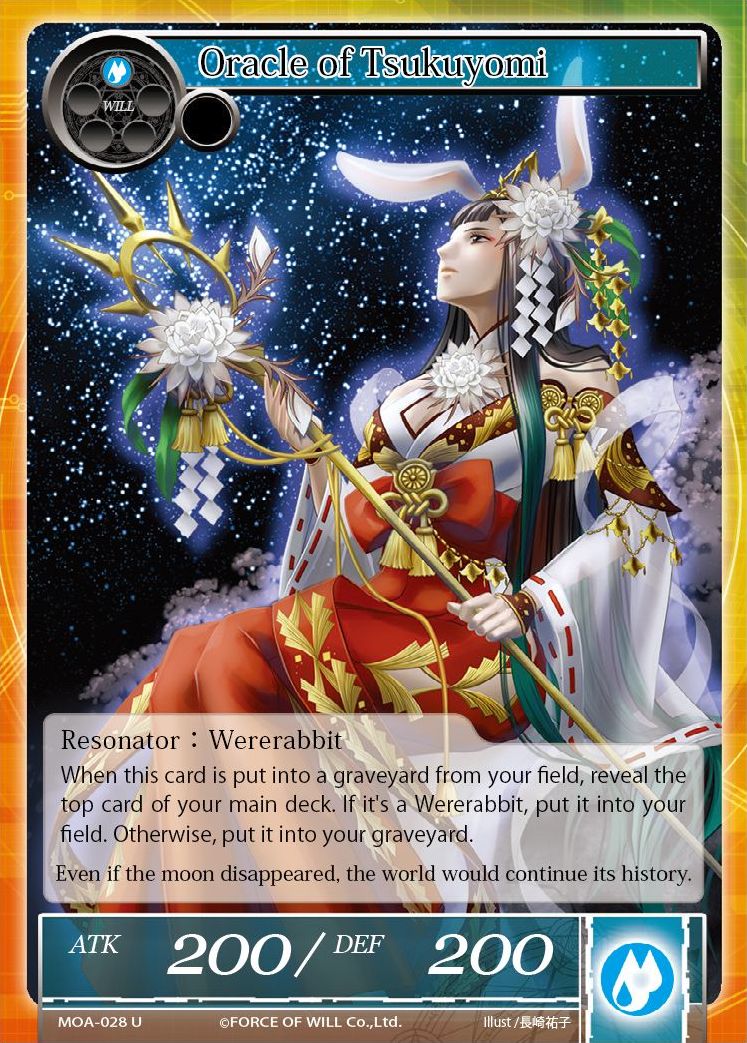 Oracle of Tsukuyomi
WILL
Resonator : Wererabbit
When this card is put into a graveyard from your field, reveal the
top card of your main deck. If it's a Wererabbit, put it into your
field. Otherwise, put it into your graveyard.
Even if the moon disappeared, the world would continue its history.
ATK 200 / DEF 200
MOA-028 U ©FORCE OF WILL Co.,Ltd. Illust /長崎祐子